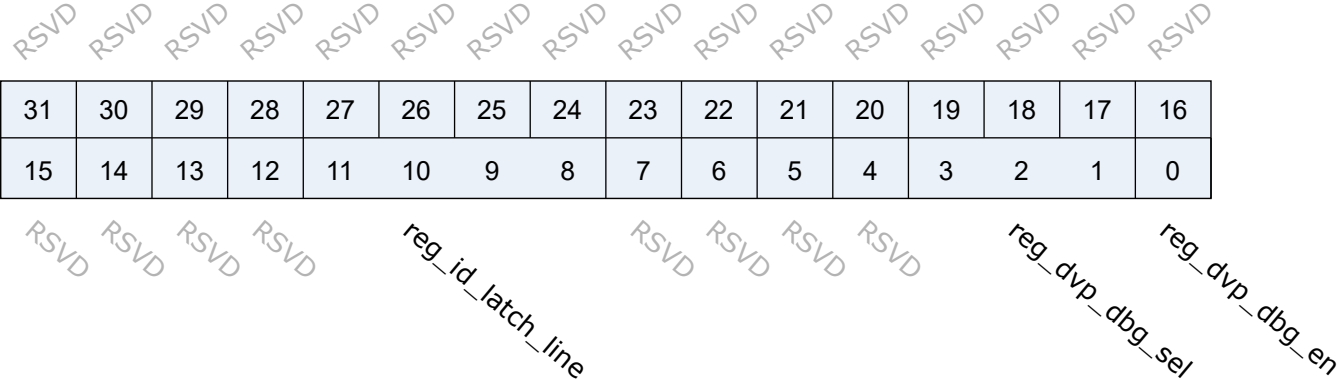 RSVD RSVD RSVD RSVD RSVD RSVD RSVD RSVD RSVD RSVD RSVD RSVD RSVD RSVD RSVD RSVD
31 30 29 28 27 26 25 24 23 22 21 20 19 18 17 16
15 14 13 12 11 10 9 8 7 6 5 4 3 2 1 0
RSVD RSVD RSVD RSVD reg_id_latch_line RSVD RSVD RSVD RSVD reg_dvp_dbg_sel reg_dvp_dbg_en